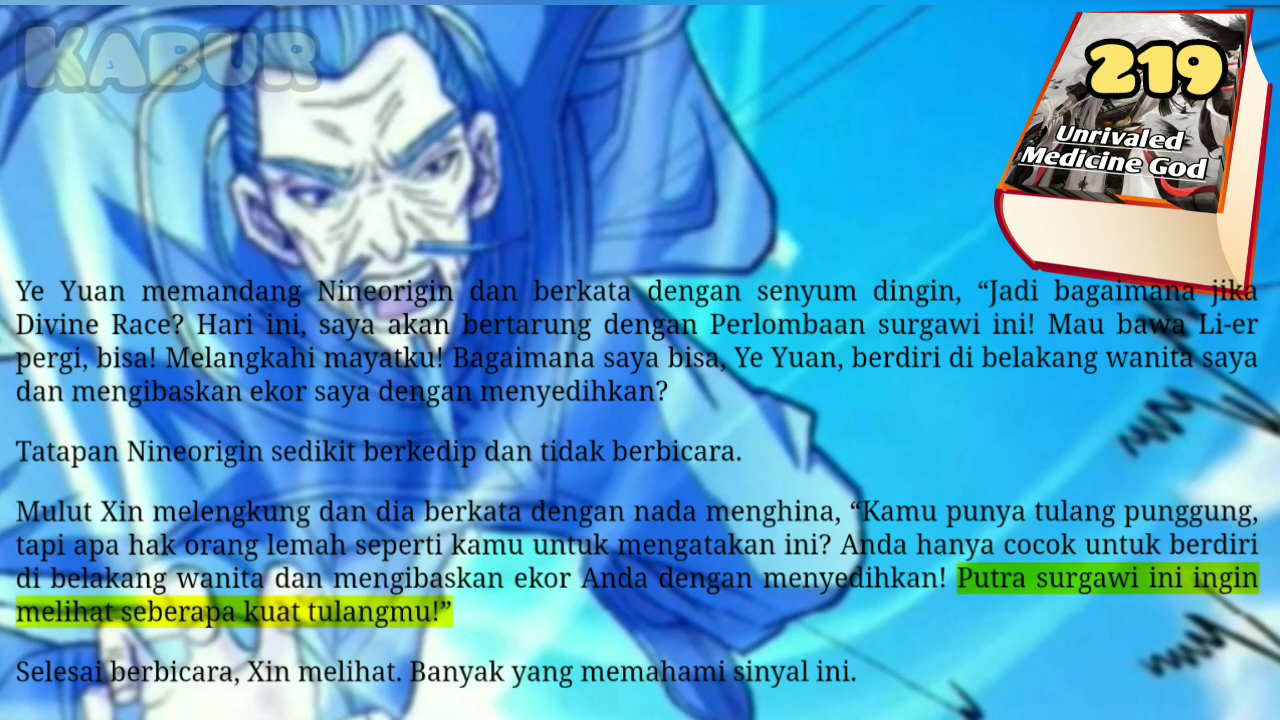 KABUR
219
Unrivaled
Medicine God
Ye Yuan memandang Nineorigin dan berkata dengan senyum dingin, “Jadi bagaimana jika
Divine Race? Hari ini, saya akan bertarung dengan Perlombaan surgawi ini! Mau bawa Li-er
pergi, bisa! Melangkahi mayatku! Bagaimana saya bisa, Ye Yuan, berdiri di belakang wanita saya
dan mengibaskan ekor saya dengan menyedihkan?
Tatapan Nineorigin sedikit berkedip dan tidak berbicara.
Mulut Xin melengkung dan dia berkata dengan nada menghina, “Kamu punya tulang punggung,
tapi apa hak orang lemah seperti kamu untuk mengatakan ini? Anda hanya cocok untuk berdiri
di belakang wanita dan mengibaskan ekor Anda dengan menyedihkan! Putra surgawi ini ingin
melihat seberapa kuat tulangmu!”
Selesai berbicara, Xin melihat. Banyak yang memahami sinyal ini.